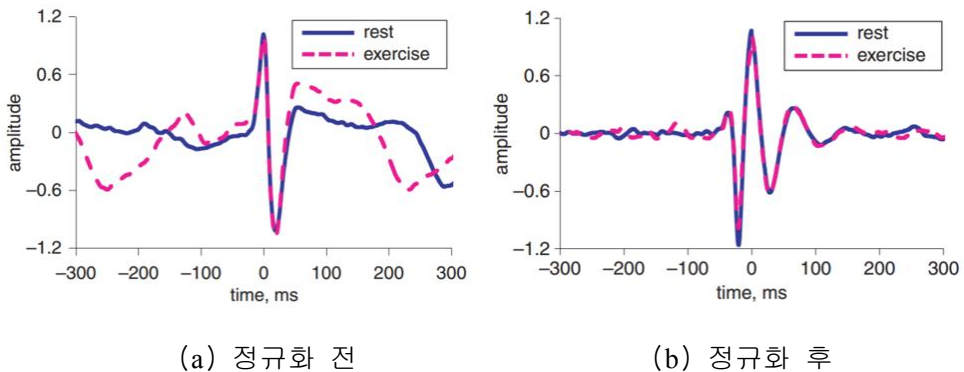 1.2
0.6
0
−0.6
−1.2
amplitude
−300 −200 −100 0 100 200 300
time, ms
rest
exercise
(a) 정규화 전
1.2
0.6
0
−0.6
−1.2
amplitude
−300 −200 −100 0 100 200 300
time, ms
rest
exercise
(b) 정규화 후